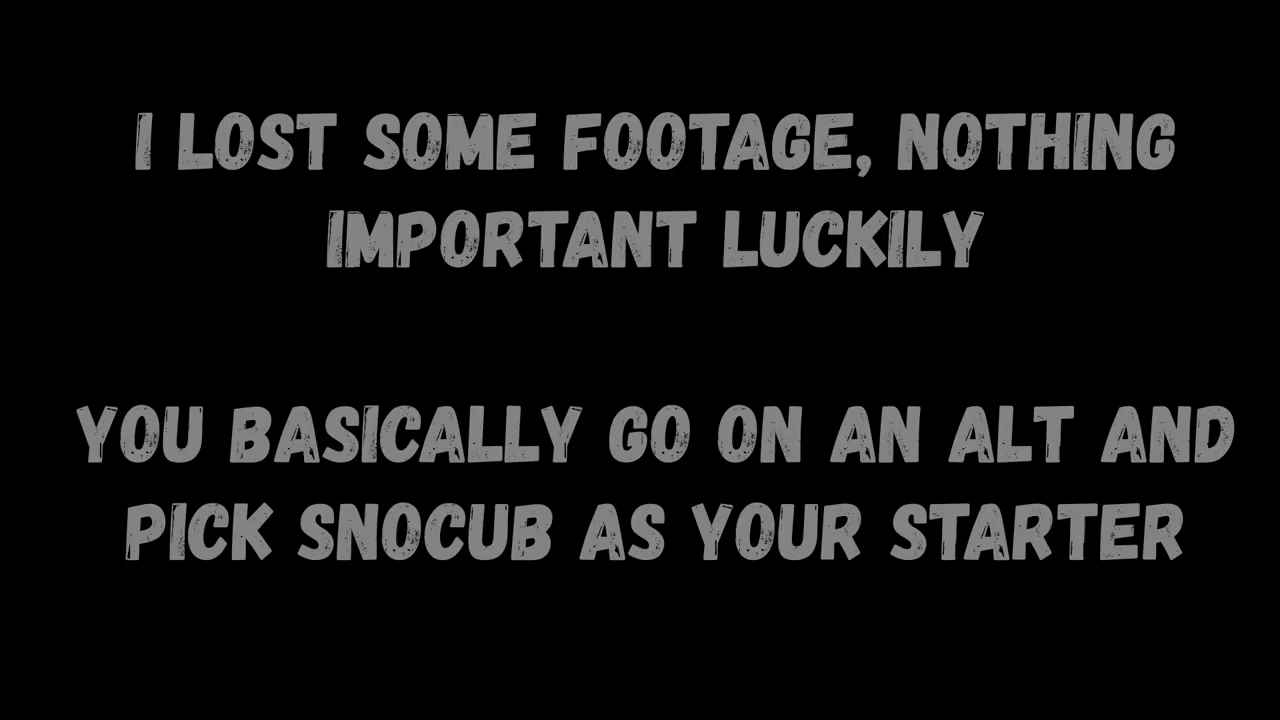 I LOST SOME FOOTAGE, NOTHING
IMPORTANT LUCKILY
YOU BASICALLY GO ON AN ALT AND
PICK SNOCUB AS YOUR STARTER